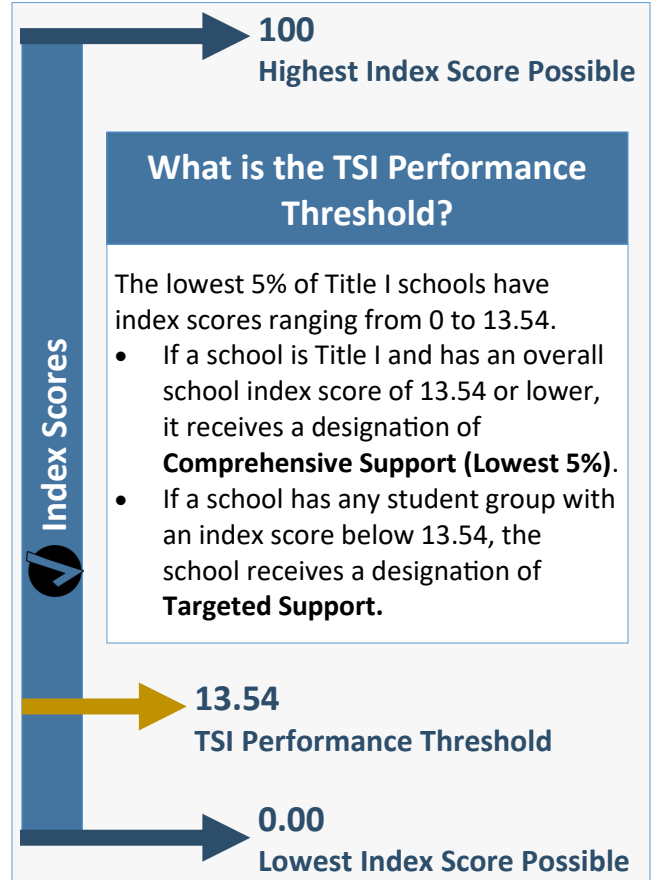 100
Highest Index Score Possible
What is the TSI Performance
Threshold?
The lowest 5% of Title I schools have
index scores ranging from 0 to 13.54.
• If a school is Title I and has an overall
school index score of 13.54 or lower,
it receives a designation of
Comprehensive Support (Lowest 5%).
• If a school has any student group with
an index score below 13.54, the
school receives a designation of
Targeted Support.
Index Scores
13.54
TSI Performance Threshold
0.00
Lowest Index Score Possible